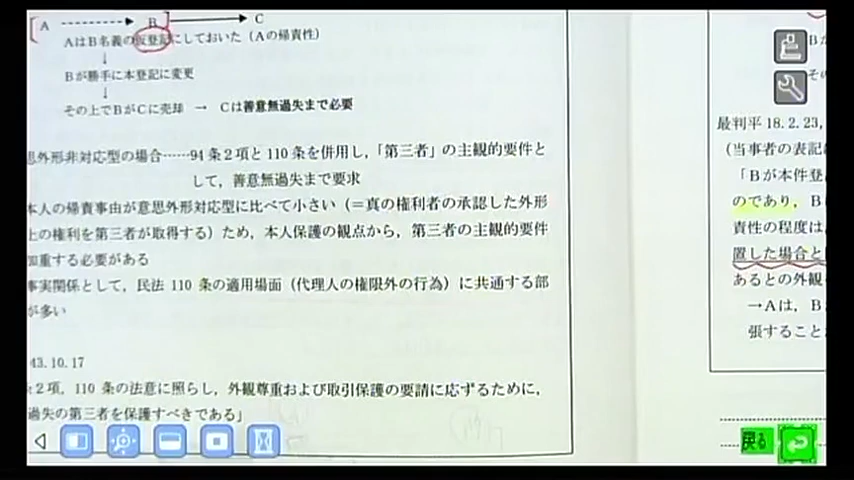 A B C
AはB名義の仮登記にしておいた(Aの帰責性)
↓
Bが勝手に本登記に変更
↓
その上でBがCに売却 → Cは善意無過失まで必要
思外形非対応型の場合……94条2項と110条を併用し,「第三者」の主観的要件と
して,善意無過失まで要求
本人の帰責事由が意思外形対応型に比べて小さい(=真の権利者の承認した外形
上の権利を第三者が取得する)ため,本人保護の観点から,第三者の主観的要件
加重する必要がある
事実関係として,民法110条の適用場面(代理人の権限外の行為)に共通する部
が多い
43.10.17
2項,110条の法意に照らし,外観尊重および取引保護の要請に応ずるために,
過失の第三者を保護すべきである」
Bが
その
最判平18.2.23,
(当事者の表記
「Bが本件登
のであり,B
責性の程度は,
置した場合と
あるとの外観
→Aは,B
張すること
戻る